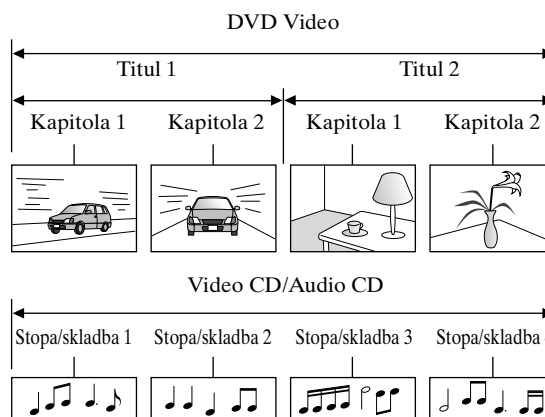 DVD Video
Titul 1 Titul 2
Kapitola 1 Kapitola 2 Kapitola 1 Kapitola 2
Video CD/Audio CD
Stopa/skladba 1 Stopa/skladba 2 Stopa/skladba 3 Stopa/skladba